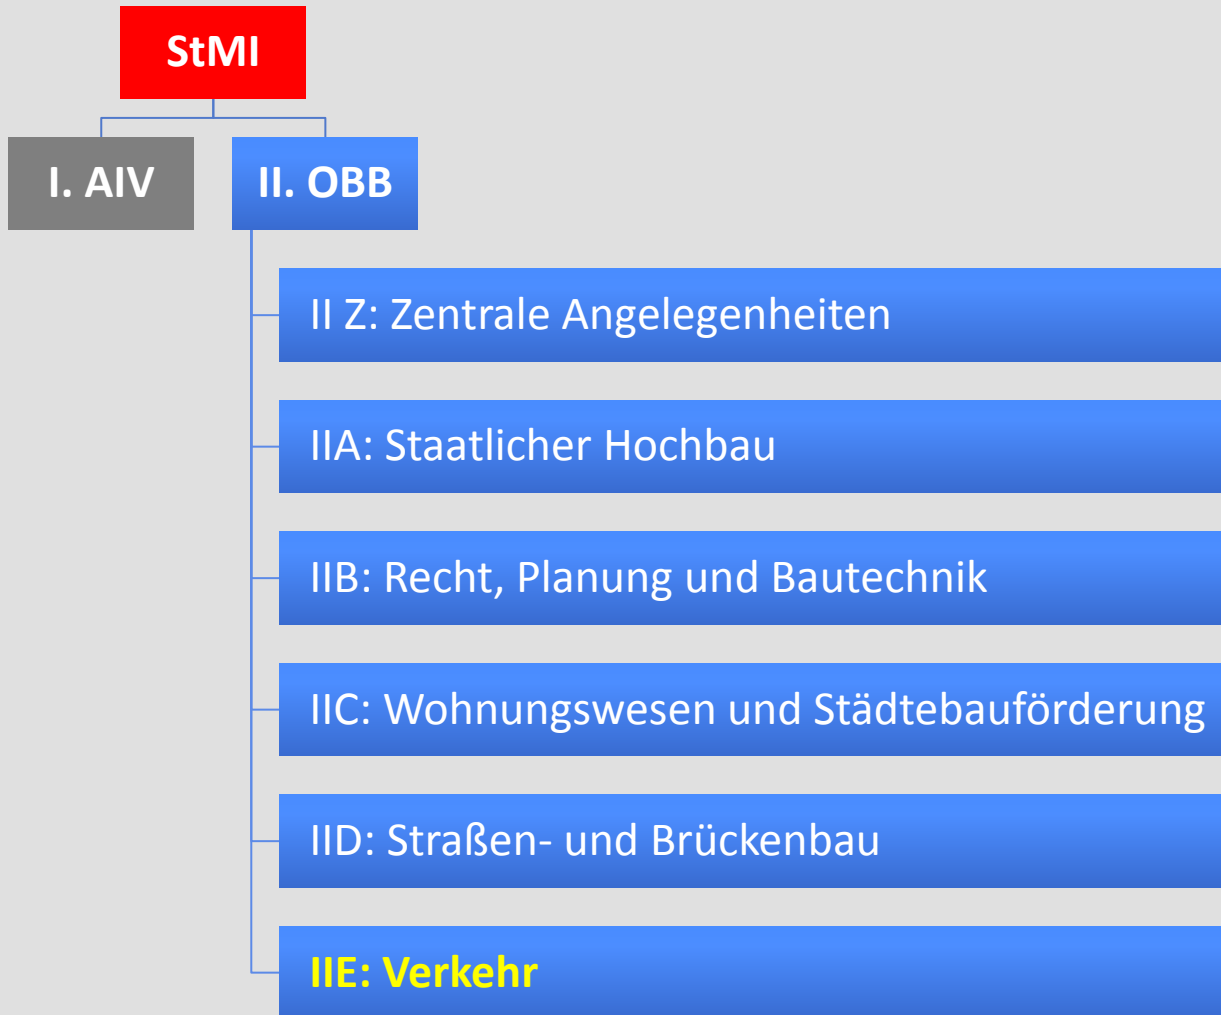 StMI
I. AIV
II. OBB
II Z: Zentrale Angelegenheiten
IIA: Staatlicher Hochbau
IIB: Recht, Planung und Bautechnik
IIC: Wohnungswesen und Städtebauförderung
IID: Straßen- und Brückenbau
IIE: Verkehr